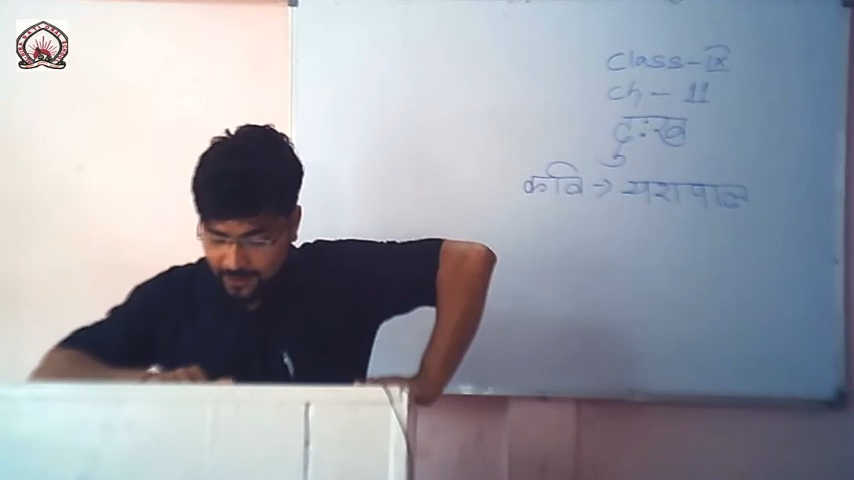 Class-IX
Ch - 11
दु:ख
कवि → यशपाल